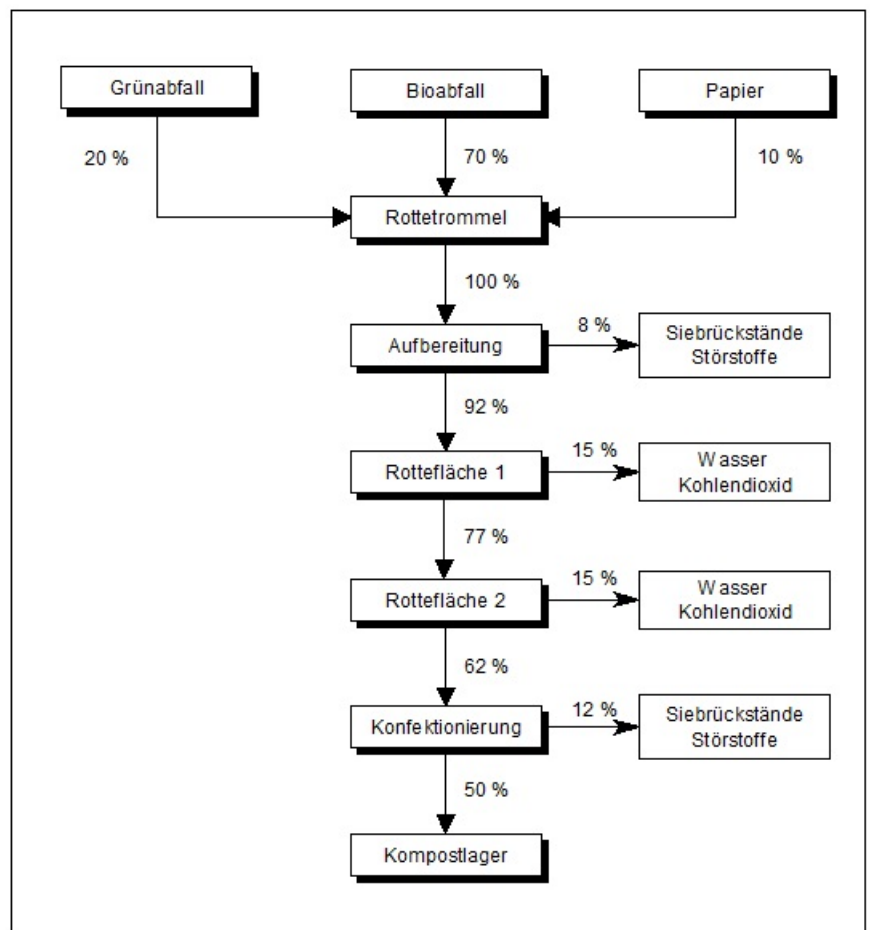 Grünabfall
Bioabfall
Papier
20 %
70 %
10 %
Rottetrommel
100 %
Aufbereitung
8 %
Siebrückstände
Störstoffe
92 %
Rottefläche 1
15 %
Wasser
Kohlendioxid
77 %
Rottefläche 2
15 %
Wasser
Kohlendioxid
62 %
Konfektionierung
12 %
Siebrückstände
Störstoffe
50 %
Kompostlager